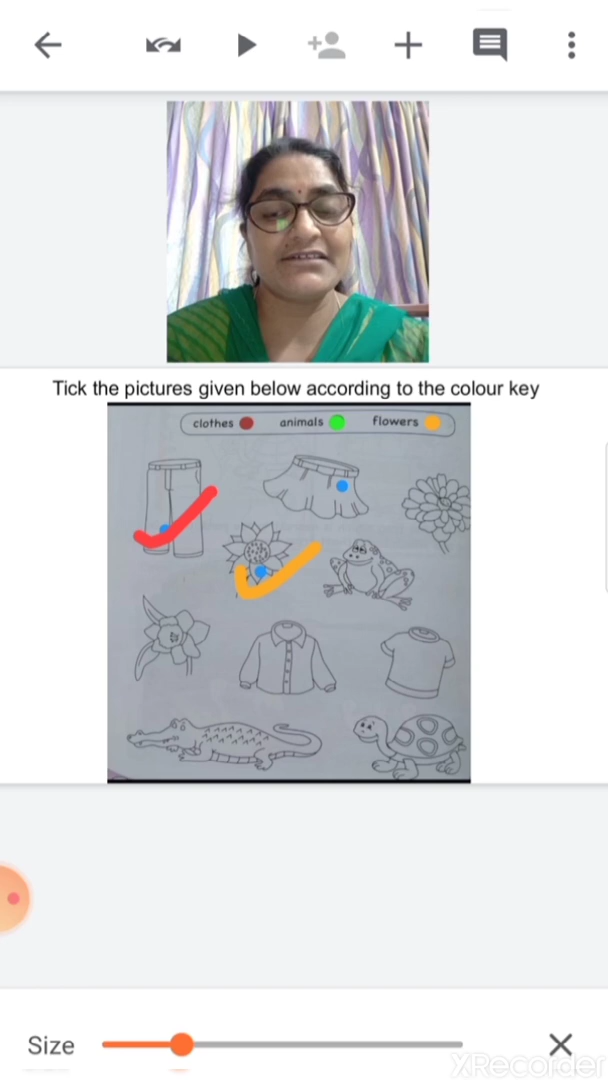 Tick the pictures given below according to the colour key
clothes animals flowers
Size
XRecorder